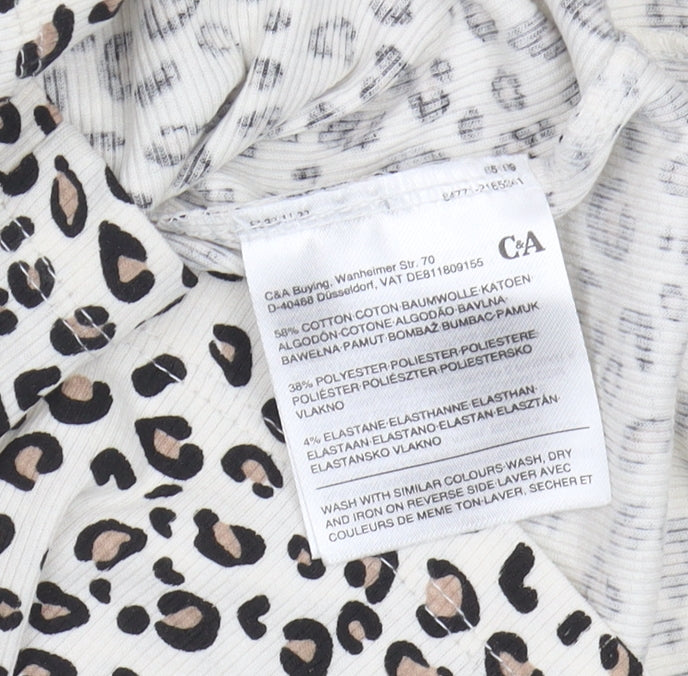 C&A
C&A Buying, Wanheimer Str. 70
D-40468 Düsseldorf, VAT DE811809155
58% COTTON·COTON·BAUMWOLLE·KATOEN
ALGODÓN·COTONE·ALGODÃO·BAVLNA
BAWEŁNA·PAMUT·BOMBAŽ·BUMBAC·PAMUK
38% POLYESTER·POLIESTER·POLIESTERE
POLIÉSTER·POLIÉSZTER·POLIESTERSKO
VLAKNO
4% ELASTANE·ELASTHANNE·ELASTHAN
ELASTAAN·ELASTANO·ELASTAN·ELASZTÁN
ELASTANSKO VLAKNO
WASH WITH SIMILAR COLOURS·WASH, DRY
AND IRON ON REVERSE SIDE·LAVER AVEC
COULEURS DE MEME TON·LAVER, SECHER ET